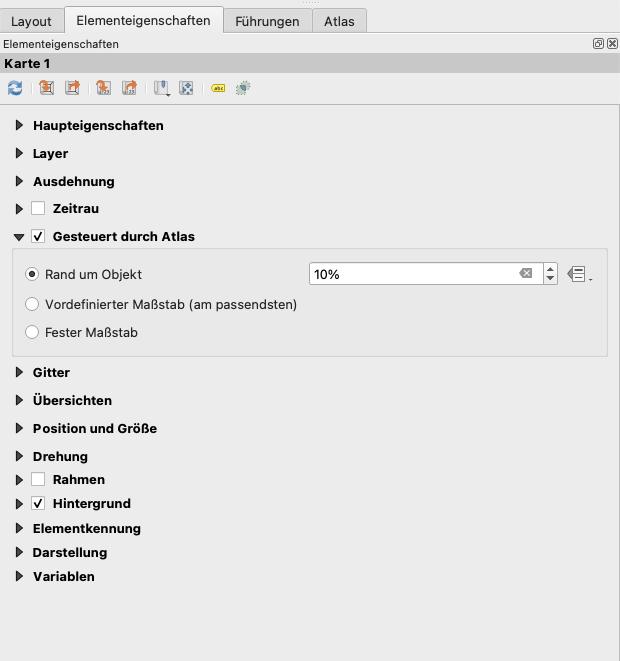 Layout
Elementeigenschaften
Führungen
Atlas
Elementeigenschaften
Karte 1
abc
Haupteigenschaften
Layer
Ausdehnung
Zeitrau
Gesteuert durch Atlas
Rand um Objekt
10%
Vordefinierter Maßstab (am passendsten)
Fester Maßstab
Gitter
Übersichten
Position und Größe
Drehung
Rahmen
Hintergrund
Elementkennung
Darstellung
Variablen